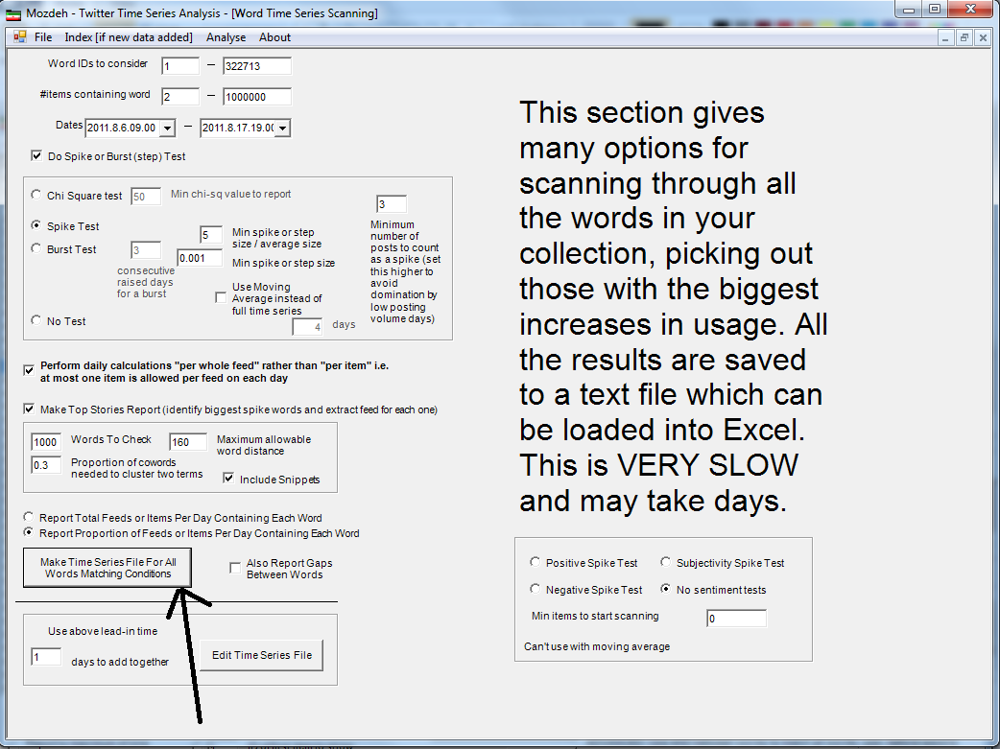 Mozdeh - Twitter Time Series Analysis - [Word Time Series Scanning]
File Index [if new data added] Analyse About
Word IDs to consider 1 – 322713
#items containing word 2 – 1000000
Dates 2011.8.6.09.00 – 2011.8.17.19.00
Do Spike or Burst (step) Test
Chi Square test 50 Min chi-sq value to report
Spike Test
Burst Test
3
consecutive
raised days
for a burst
5 Min spike or step
size / average size
0.001 Min spike or step size
Use Moving
Average instead of
full time series
4 days
3
Minimum
number of
posts to count
as a spike (set
this higher to
avoid
domination by
low posting
volume days)
No Test
Perform daily calculations "per whole feed" rather than "per item" i.e.
at most one item is allowed per feed on each day
Make Top Stories Report (identify biggest spike words and extract feed for each one)
1000 Words To Check 160 Maximum allowable
word distance
0.3 Proportion of cowords
needed to cluster two terms
Include Snippets
Report Total Feeds or Items Per Day Containing Each Word
Report Proportion of Feeds or Items Per Day Containing Each Word
Make Time Series File For All
Words Matching Conditions
Also Report Gaps
Between Words
Use above lead-in time
1 days to add together
Edit Time Series File
This section gives
many options for
scanning through all
the words in your
collection, picking out
those with the biggest
increases in usage. All
the results are saved
to a text file which can
be loaded into Excel.
This is VERY SLOW
and may take days.
Positive Spike Test Subjectivity Spike Test
Negative Spike Test No sentiment tests
Min items to start scanning 0
Can't use with moving average